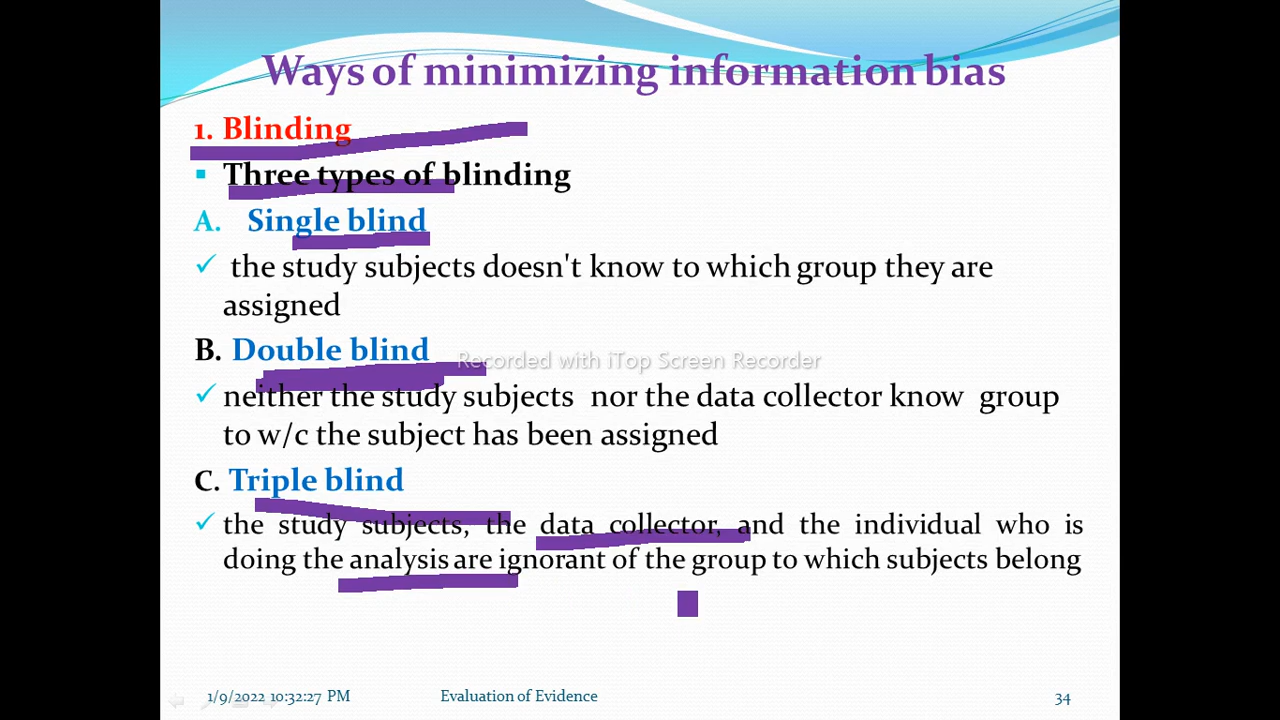 Ways of minimizing information bias
1. Blinding
▪ Three types of blinding
A. Single blind
✓ the study subjects doesn't know to which group they are
assigned
B. Double blind
Recorded with iTop Screen Recorder
✓ neither the study subjects nor the data collector know group
to w/c the subject has been assigned
C. Triple blind
✓ the study subjects, the data collector, and the individual who is
doing the analysis are ignorant of the group to which subjects belong
1/9/2022 10:32:27 PM Evaluation of Evidence 34